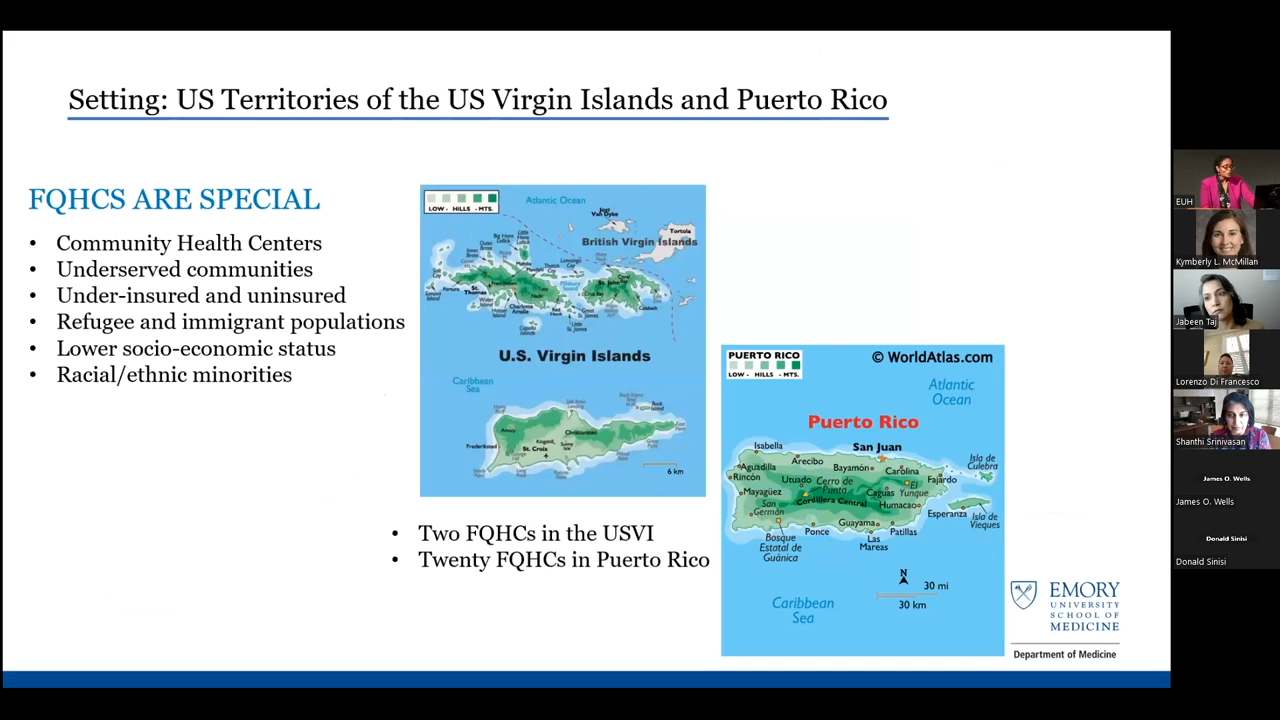 Setting: US Territories of the US Virgin Islands and Puerto Rico
FQHCS ARE SPECIAL
• Community Health Centers
• Underserved communities
• Under-insured and uninsured
• Refugee and immigrant populations
• Lower socio-economic status
• Racial/ethnic minorities
LOW - HILLS - MTS.
Atlantic Ocean
Jost Van Dyke
Tortola
British Virgin Islands
St. Thomas
St. John
Charlotte Amalie
U.S. Virgin Islands
Caribbean Sea
Buck Island
Christiansted
Frederiksted
St. Croix
6 km
• Two FQHCs in the USVI
• Twenty FQHCs in Puerto Rico
PUERTO RICO
LOW - HILLS - MTS.
© WorldAtlas.com
Atlantic
Ocean
Puerto Rico
San Juan
Isabella
Aguadilla
Arecibo
Bayamón
Carolina
Isla de
Culebra
Rincón
Utuado
Cerro de
Punta
El
Yunque
Fajardo
Mayagüez
Cordillera Central
Caguas
Humacao
San
Germán
Esperanza
Isla de
Vieques
Ponce
Guayama
Patillas
Las
Mareas
Bosque
Estatal de
Guánica
N
30 mi
30 km
Caribbean
Sea
EMORY
UNIVERSITY
SCHOOL OF
MEDICINE
Department of Medicine
EUH
Kymberly L. McMillan
Jabeen Taj
Lorenzo Di Francesco
Shanthi Srinivasan
James O. Wells
James O. Wells
Donald Sinisi
Donald Sinisi